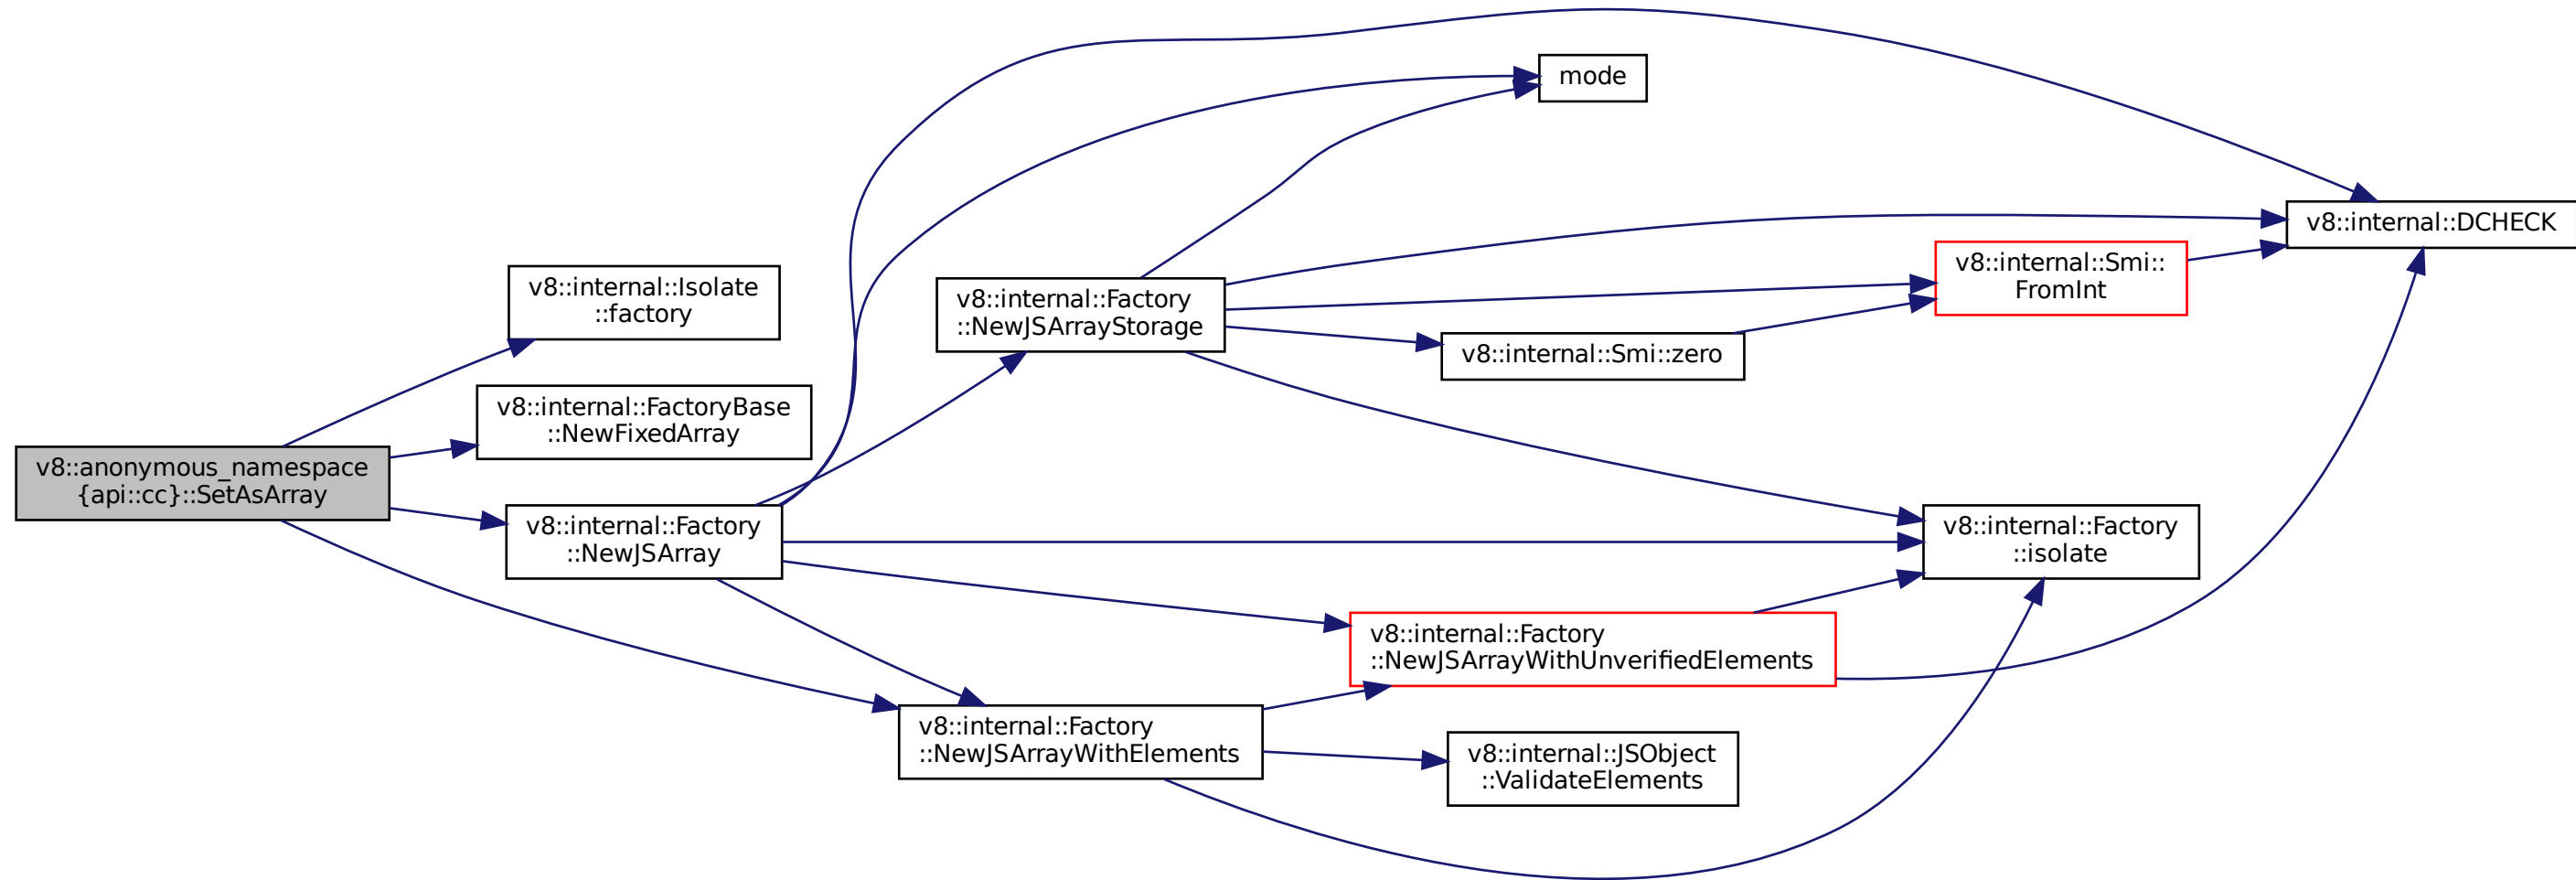 mode
v8::internal::DCHECK
v8::internal::Smi::
FromInt
v8::internal::Isolate
::factory
v8::internal::Factory
::NewJSArrayStorage
v8::internal::Smi::zero
v8::internal::FactoryBase
::NewFixedArray
v8::anonymous_namespace
{api::cc}::SetAsArray
v8::internal::Factory
::NewJSArray
v8::internal::Factory
::isolate
v8::internal::Factory
::NewJSArrayWithUnverifiedElements
v8::internal::Factory
::NewJSArrayWithElements
v8::internal::JSObject
::ValidateElements